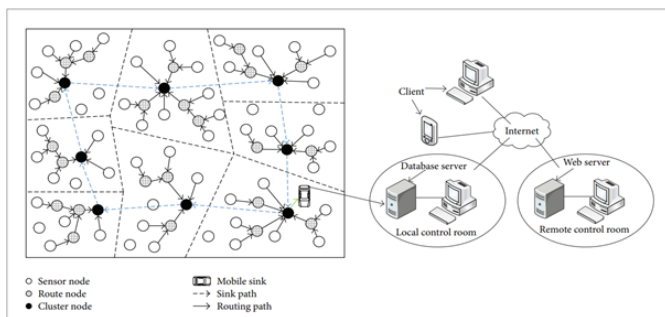 Client
Internet
Database server
Web server
Local control room
Remote control room
Sensor node
Route node
Cluster node
Mobile sink
Sink path
Routing path